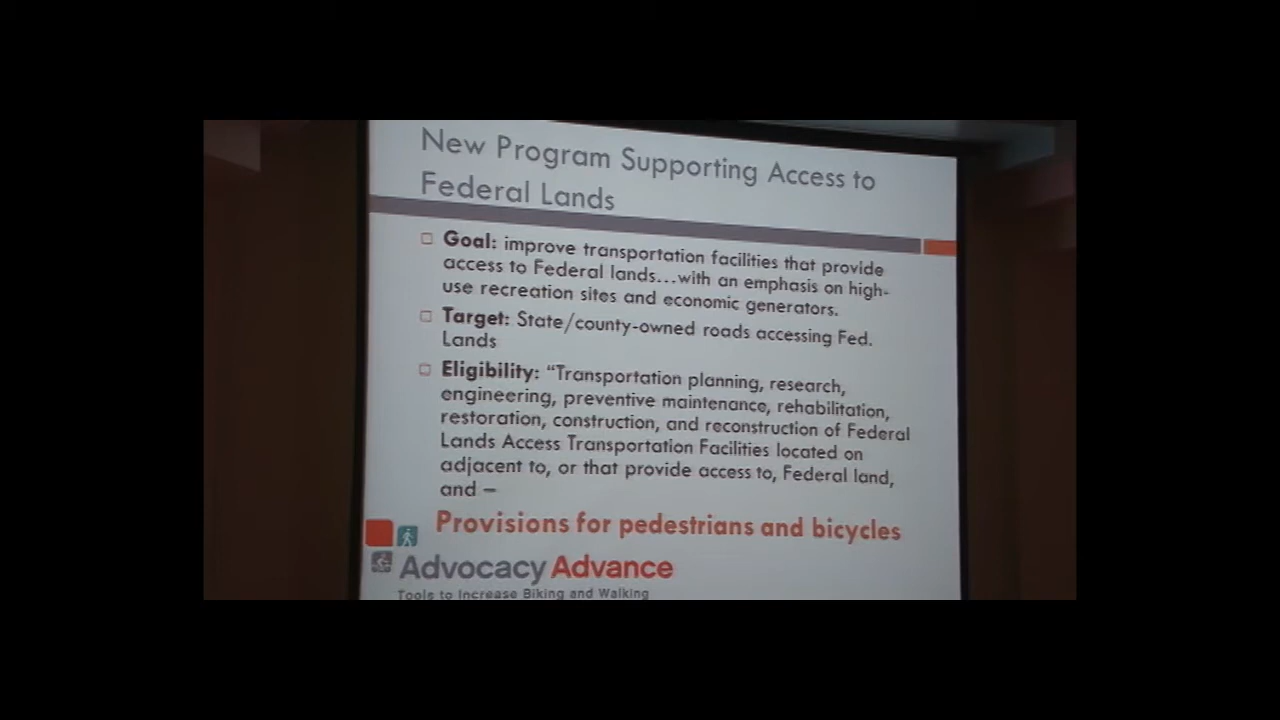 New Program Supporting Access to
Federal Lands
Goal: improve transportation facilities that provide
access to Federal lands...with an emphasis on high-
use recreation sites and economic generators.
Target: State/county-owned roads accessing Fed.
Lands
Eligibility: "Transportation planning, research,
engineering, preventive maintenance, rehabilitation,
restoration, construction, and reconstruction of Federal
Lands Access Transportation Facilities located on
adjacent to, or that provide access to, Federal land,
and –
Provisions for pedestrians and bicycles
Advocacy Advance
Tools to Increase Biking and Walking